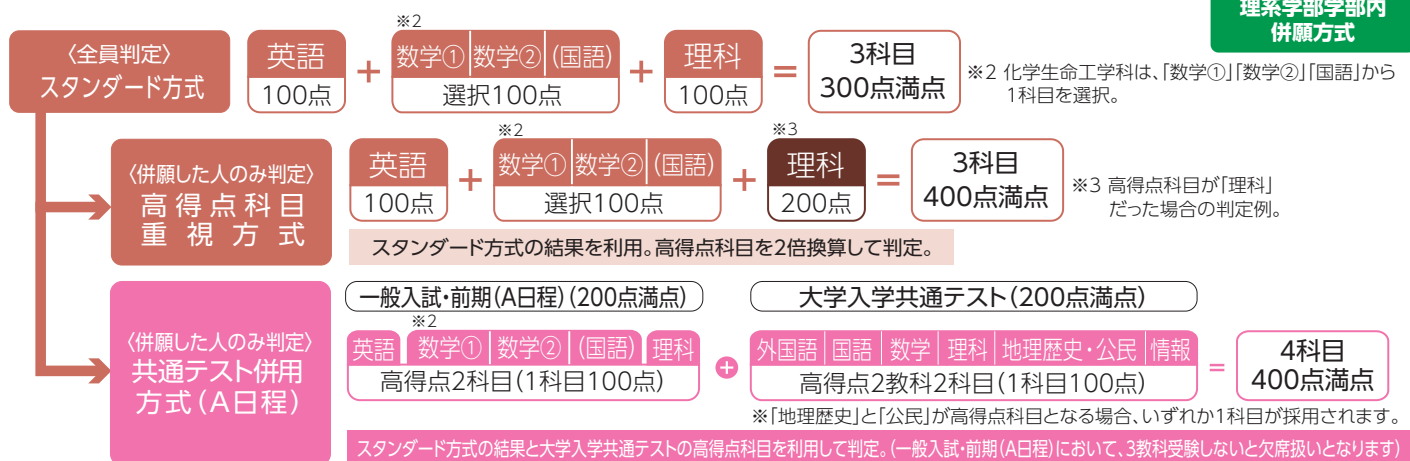 理系学部学部内
併願方式
〈全員判定〉
スタンダード方式
英語
100点
+
※2
数学① 数学② (国語)
選択100点
+
理科
100点
=
3科目
300点満点
※2 化学生命工学科は、「数学①」「数学②」「国語」から
1科目を選択。
〈併願した人のみ判定〉
高得点科目
重視方式
英語
100点
+
※2
数学① 数学② (国語)
選択100点
+
※3
理科
200点
=
3科目
400点満点
※3 高得点科目が「理科」
だった場合の判定例。
スタンダード方式の結果を利用。高得点科目を2倍換算して判定。
〈併願した人のみ判定〉
共通テスト併用
方式(A日程)
一般入試・前期(A日程)(200点満点)
※2
英語 数学① 数学② (国語) 理科
高得点2科目(1科目100点)
+
大学入学共通テスト(200点満点)
外国語 国語 数学 理科 地理歴史・公民 情報
高得点2教科2科目(1科目100点)
=
4科目
400点満点
※「地理歴史」と「公民」が高得点科目となる場合、いずれか1科目が採用されます。
スタンダード方式の結果と大学入学共通テストの高得点科目を利用して判定。(一般入試・前期(A日程)において、3教科受験しないと欠席扱いとなります)